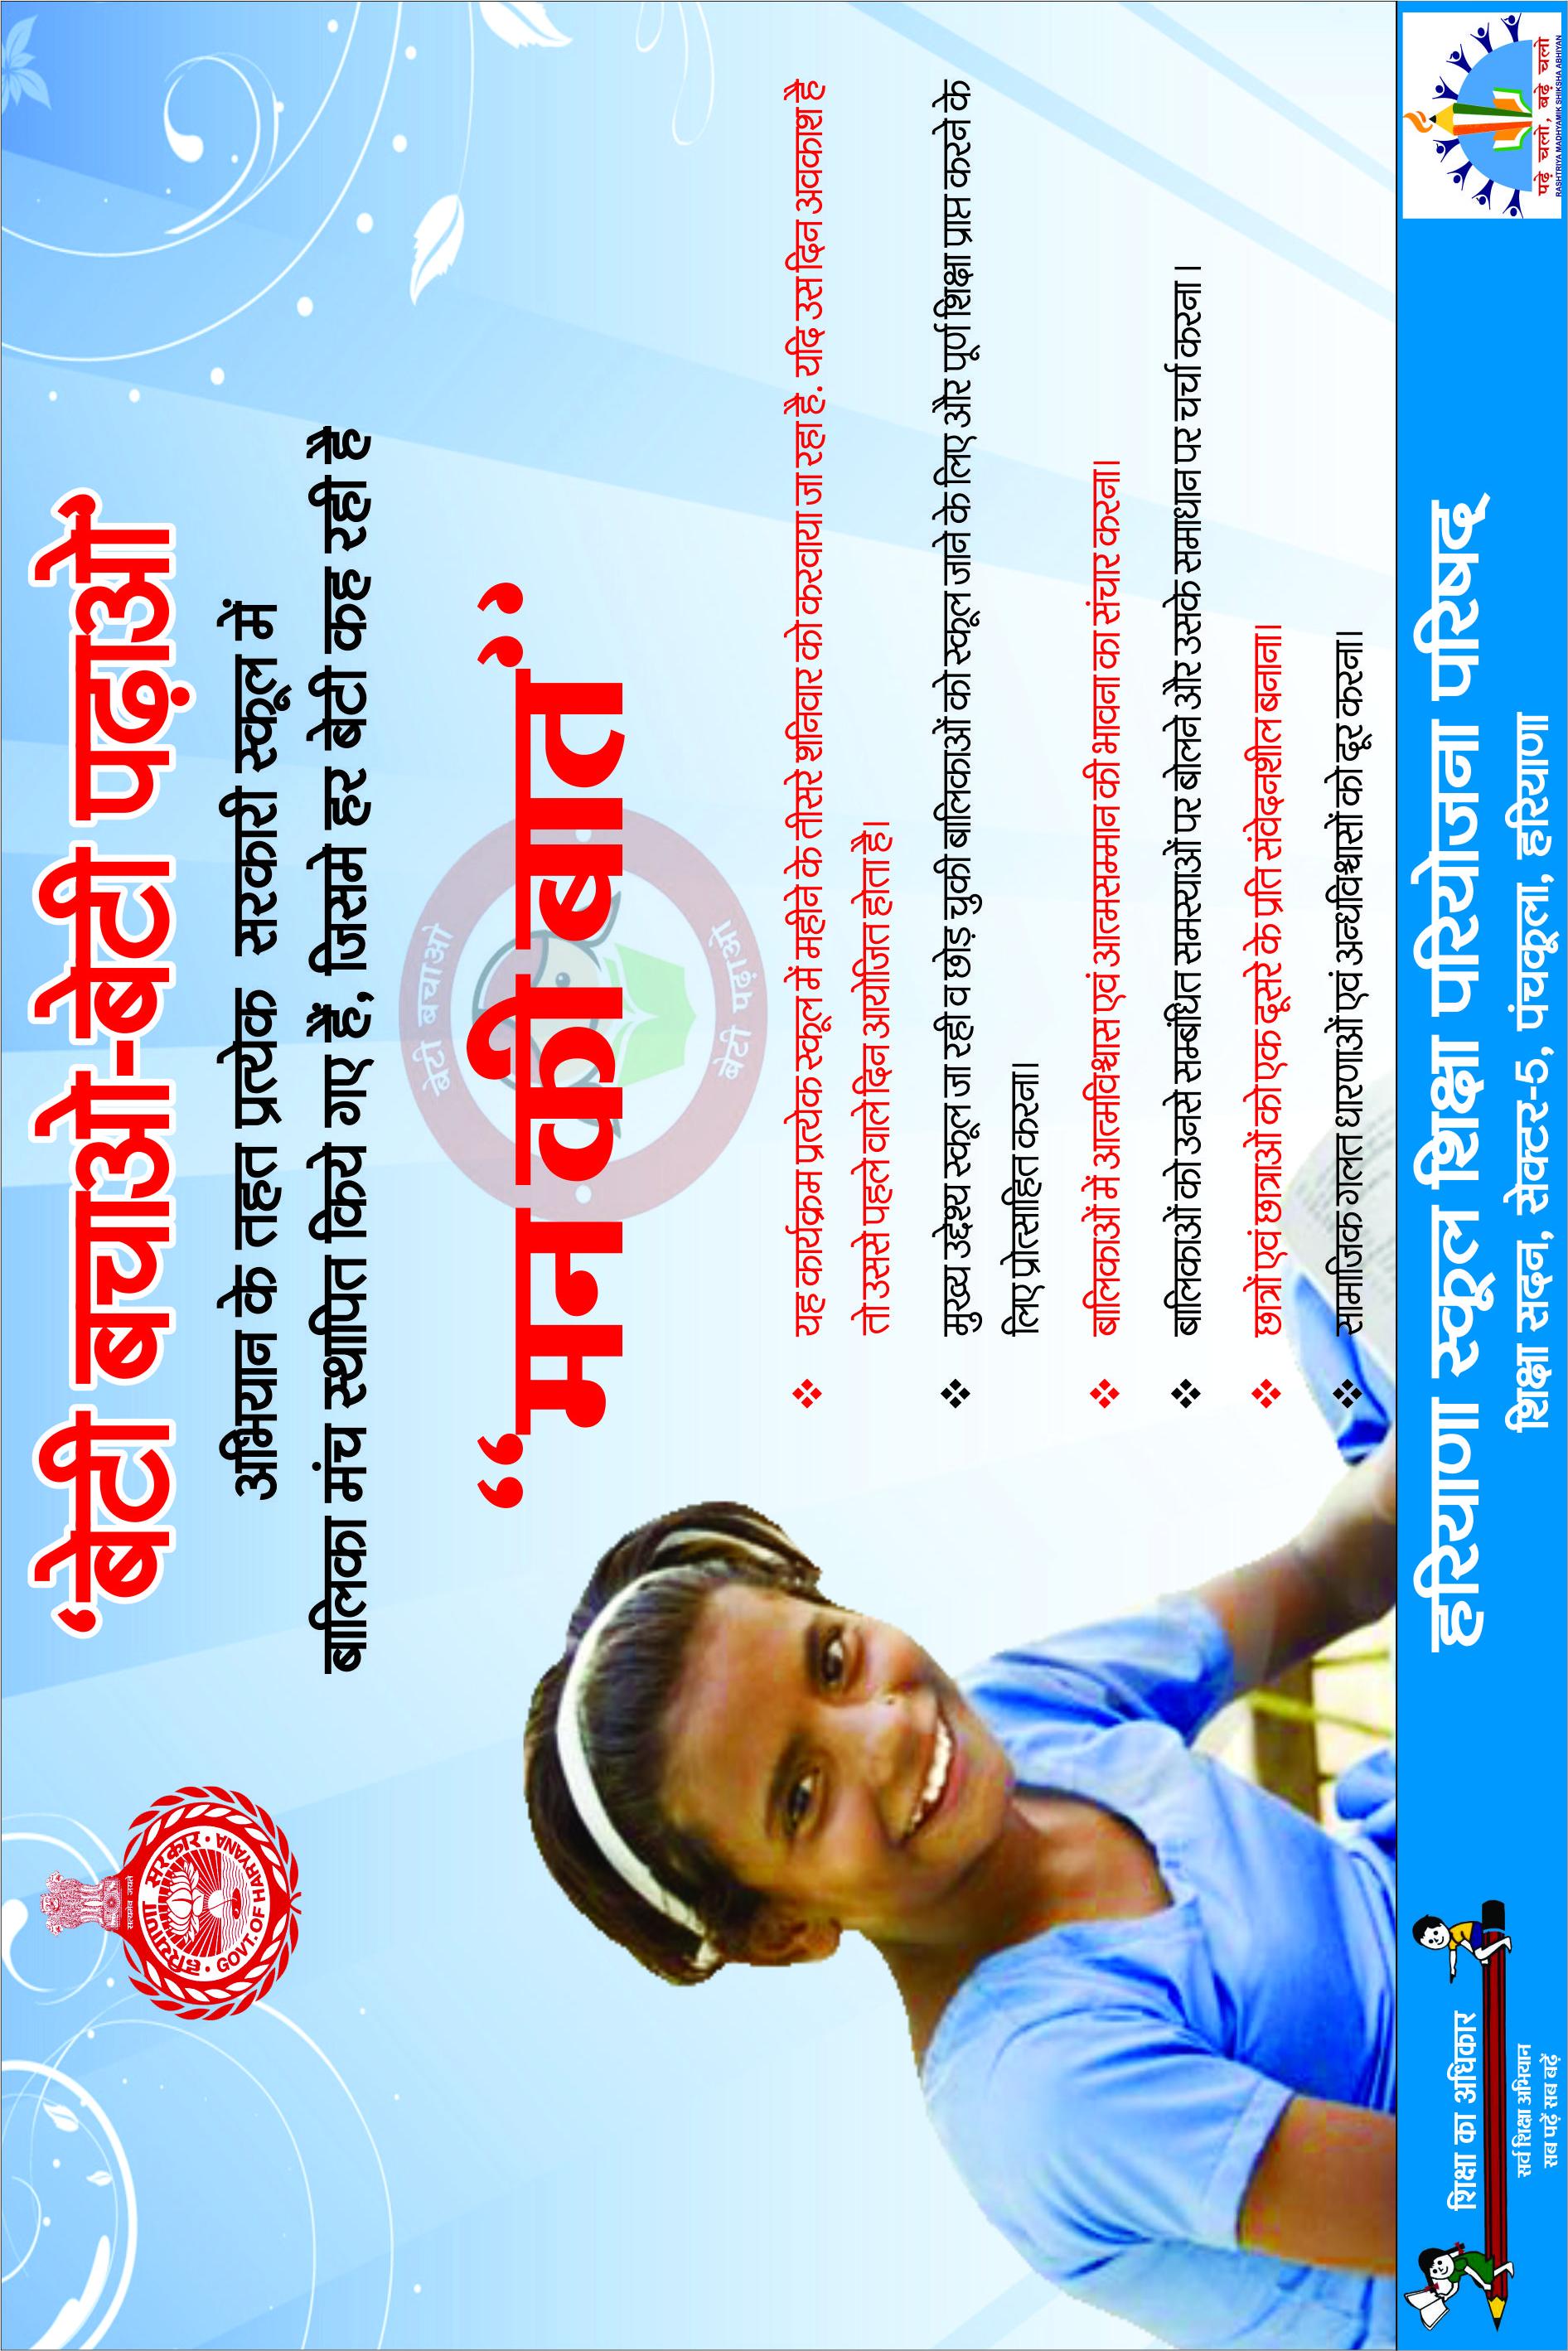 ‘बेटी बचाओ-बेटी पढ़ाओ’
अभियान के तहत प्रत्येक सरकारी स्कूल में
बालिका मंच स्थापित किये गए हैं, जिसमे हर बेटी कह रही है
“मन की बात”
बेटी बचाओ
बेटी पढ़ाओ
सत्यमेव जयते
हरियाणा सरकार
GOVT. OF HARYANA
❖ यह कार्यक्रम प्रत्येक स्कूल में महीने के तीसरे शनिवार को करवाया जा रहा है. यदि उस दिन अवकाश है
तो उससे पहले वाले दिन आयोजित होता है।
❖ मुख्य उद्देश्य स्कूल जा रही व छोड़ चुकी बालिकाओं को स्कूल जाने के लिए और पूर्ण शिक्षा प्राप्त करने के
लिए प्रोत्साहित करना।
❖ बालिकाओं में आत्मविश्वास एवं आत्मसम्मान की भावना का संचार करना।
❖ बालिकाओं को उनसे सम्बंधित समस्याओं पर बोलने और उसके समाधान पर चर्चा करना ।
❖ छात्रों एवं छात्राओं को एक दूसरे के प्रति संवेदनशील बनाना।
❖ सामाजिक गलत धारणाओं एवं अन्धविश्वासों को दूर करना।
शिक्षा का अधिकार
सर्व शिक्षा अभियान
सब पढ़ें सब बढ़ें
हरियाणा स्कूल शिक्षा परियोजना परिषद्
शिक्षा सदन, सेक्टर-5, पंचकूला, हरियाणा
पढ़े चलो, बढ़े चलो
RASHTRIYA MADHYAMIK SHIKSHA ABHIYAN